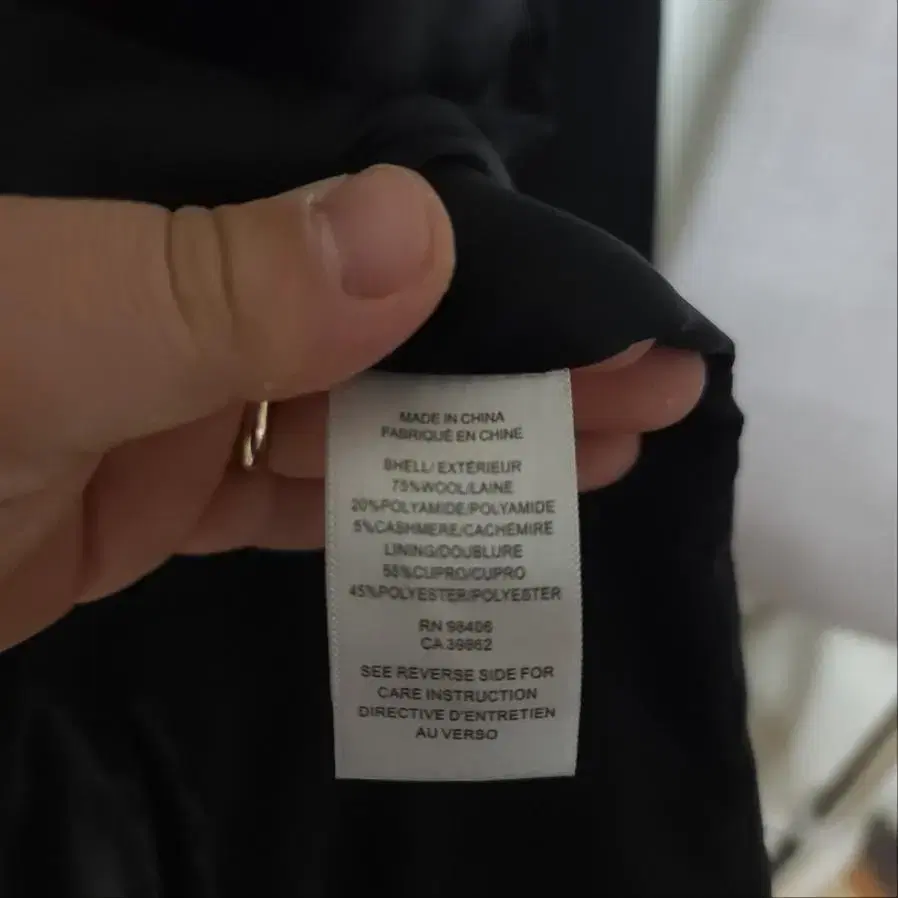 MADE IN CHINA
FABRIQUÉ EN CHINE
SHELL/ EXTÉRIEUR
75%WOOL/LAINE
20%POLYAMIDE/POLYAMIDE
5%CASHMERE/CACHEMIRE
LINING/DOUBLURE
55%CUPRO/CUPRO
45%POLYESTER/POLYESTER
RN 98406
CA 39862
SEE REVERSE SIDE FOR
CARE INSTRUCTION
DIRECTIVE D'ENTRETIEN
AU VERSO